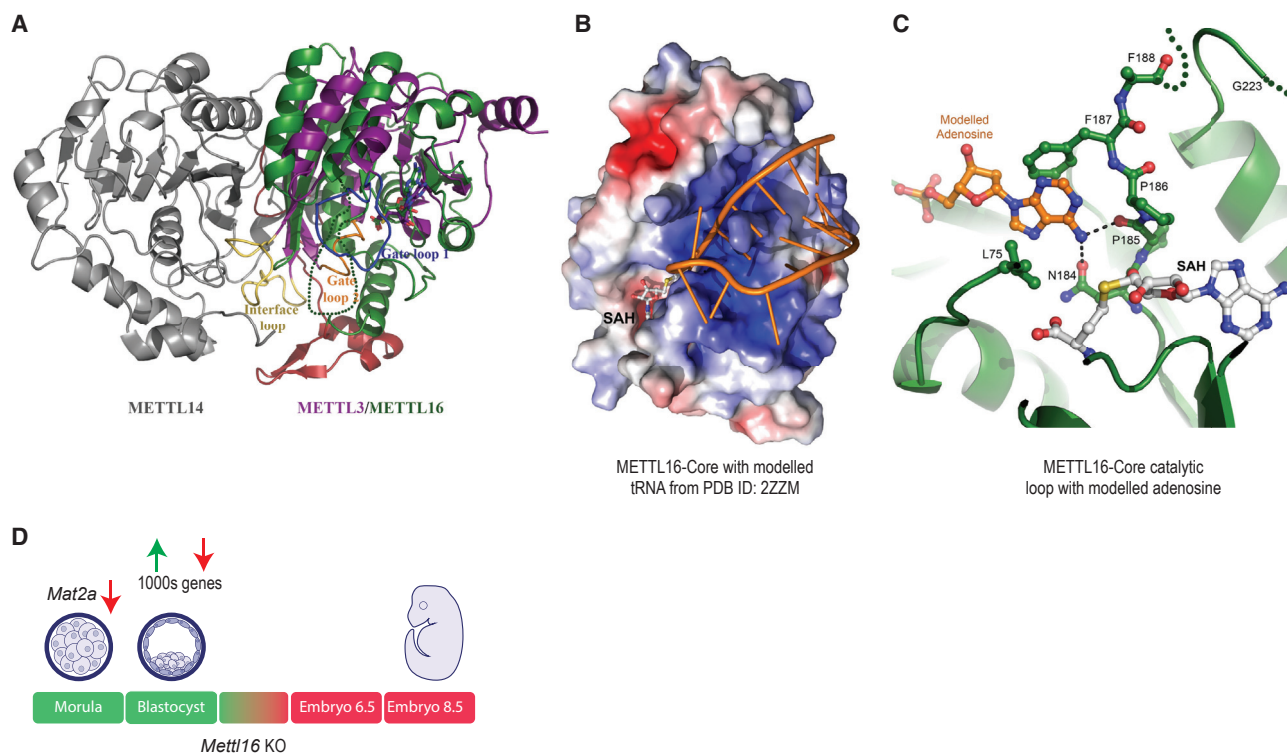 A
Gate loop 1
Gate
loop 2
Interface
loop
METTL14
METTL3/METTL16
B
SAH
METTL16-Core with modelled
tRNA from PDB ID: 2ZZM
C
F188
G223
F187
Modelled
Adenosine
P186
P185
L75
N184
SAH
METTL16-Core catalytic
loop with modelled adenosine
D
1000s genes
Mat2a
Morula
Blastocyst
Embryo 6.5
Embryo 8.5
Mettl16 KO